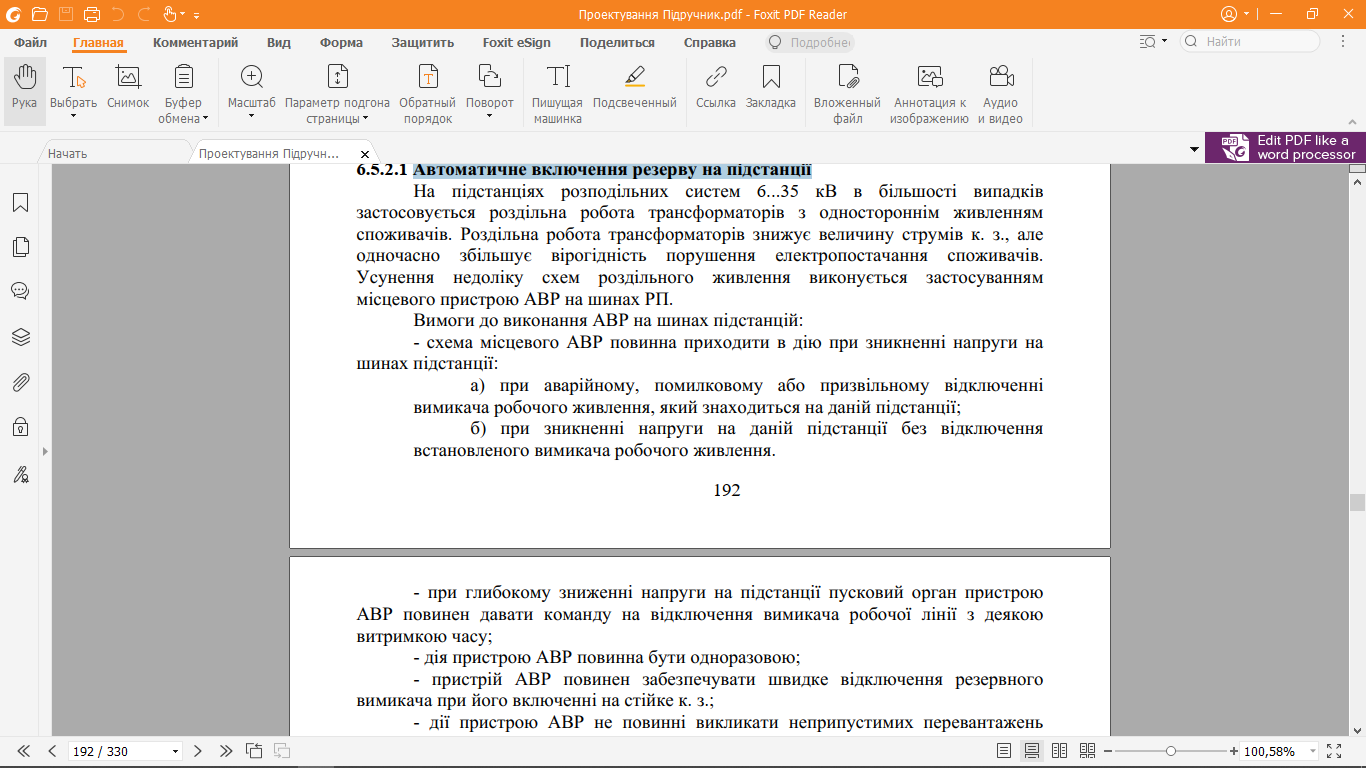 Проектування Підручник.pdf - Foxit PDF Reader
Файл Главная Комментарий Вид Форма Защитить Foxit eSign Поделиться Справка Подробнес Найти
Рука Выбрать Снимок Буфер обмена Масштаб Параметр подгона страницы Обратный порядок Поворот Пишущая машинка Подсвеченный Ссылка Закладка Вложенный файл Аннотация к изображению Аудио и видео
Начать Проектування Підручн... Edit PDF like a
word processor
6.5.2.1 Автоматичне включення резерву на підстанції
На підстанціях розподільних систем 6...35 кВ в більшості випадків
застосовується роздільна робота трансформаторів з одностороннім живленням
споживачів. Роздільна робота трансформаторів знижує величину струмів к. з., але
одночасно збільшує вірогідність порушення електропостачання споживачів.
Усунення недоліку схем роздільного живлення виконується застосуванням
місцевого пристрою АВР на шинах РП.
Вимоги до виконання АВР на шинах підстанцій:
- схема місцевого АВР повинна приходити в дію при зникненні напруги на
шинах підстанції:
а) при аварійному, помилковому або призвільному відключенні
вимикача робочого живлення, який знаходиться на даній підстанції;
б) при зникненні напруги на даній підстанції без відключення
встановленого вимикача робочого живлення.
192
- при глибокому зниженні напруги на підстанції пусковий орган пристрою
АВР повинен давати команду на відключення вимикача робочої лінії з деякою
витримкою часу;
- дія пристрою АВР повинна бути одноразовою;
- пристрій АВР повинен забезпечувати швидке відключення резервного
вимикача при його включенні на стійке к. з.;
- дії пристрою АВР не повинні викликати неприпустимих перевантажень
192 / 330 100,58%